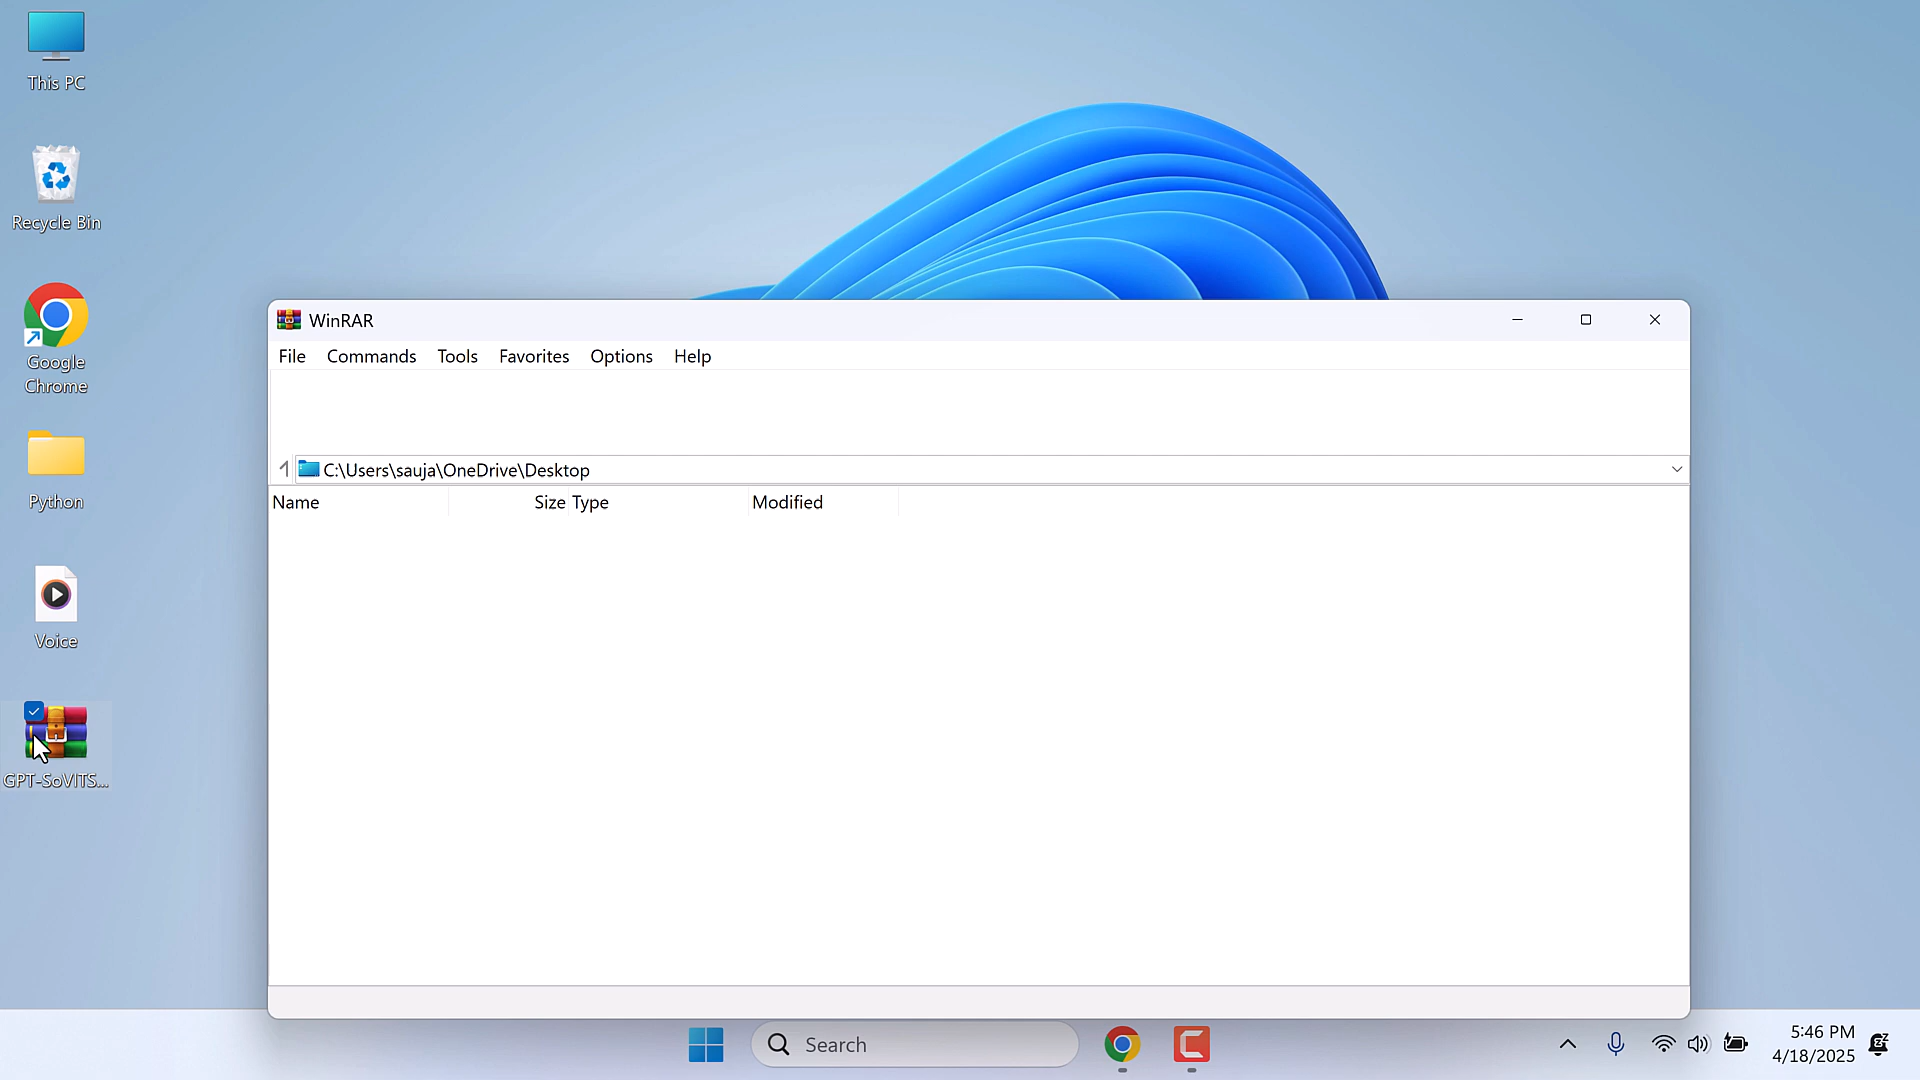 This PC
Recycle Bin
Google
Chrome
Python
Voice
GPT-SoVITS...
WinRAR
File Commands Tools Favorites Options Help
C:\Users\sauja\OneDrive\Desktop
Name Size Type Modified
Search
5:46 PM
4/18/2025